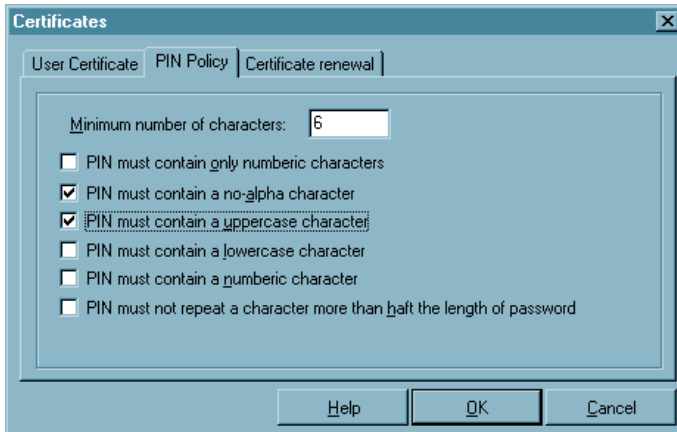 Certificates
User Certificate PIN Policy Certificate renewal
Minimum number of characters: 6
PIN must contain only numberic characters
PIN must contain a no-alpha character
PIN must contain a uppercase character
PIN must contain a lowercase character
PIN must contain a numberic character
PIN must not repeat a character more than haft the length of password
Help OK Cancel